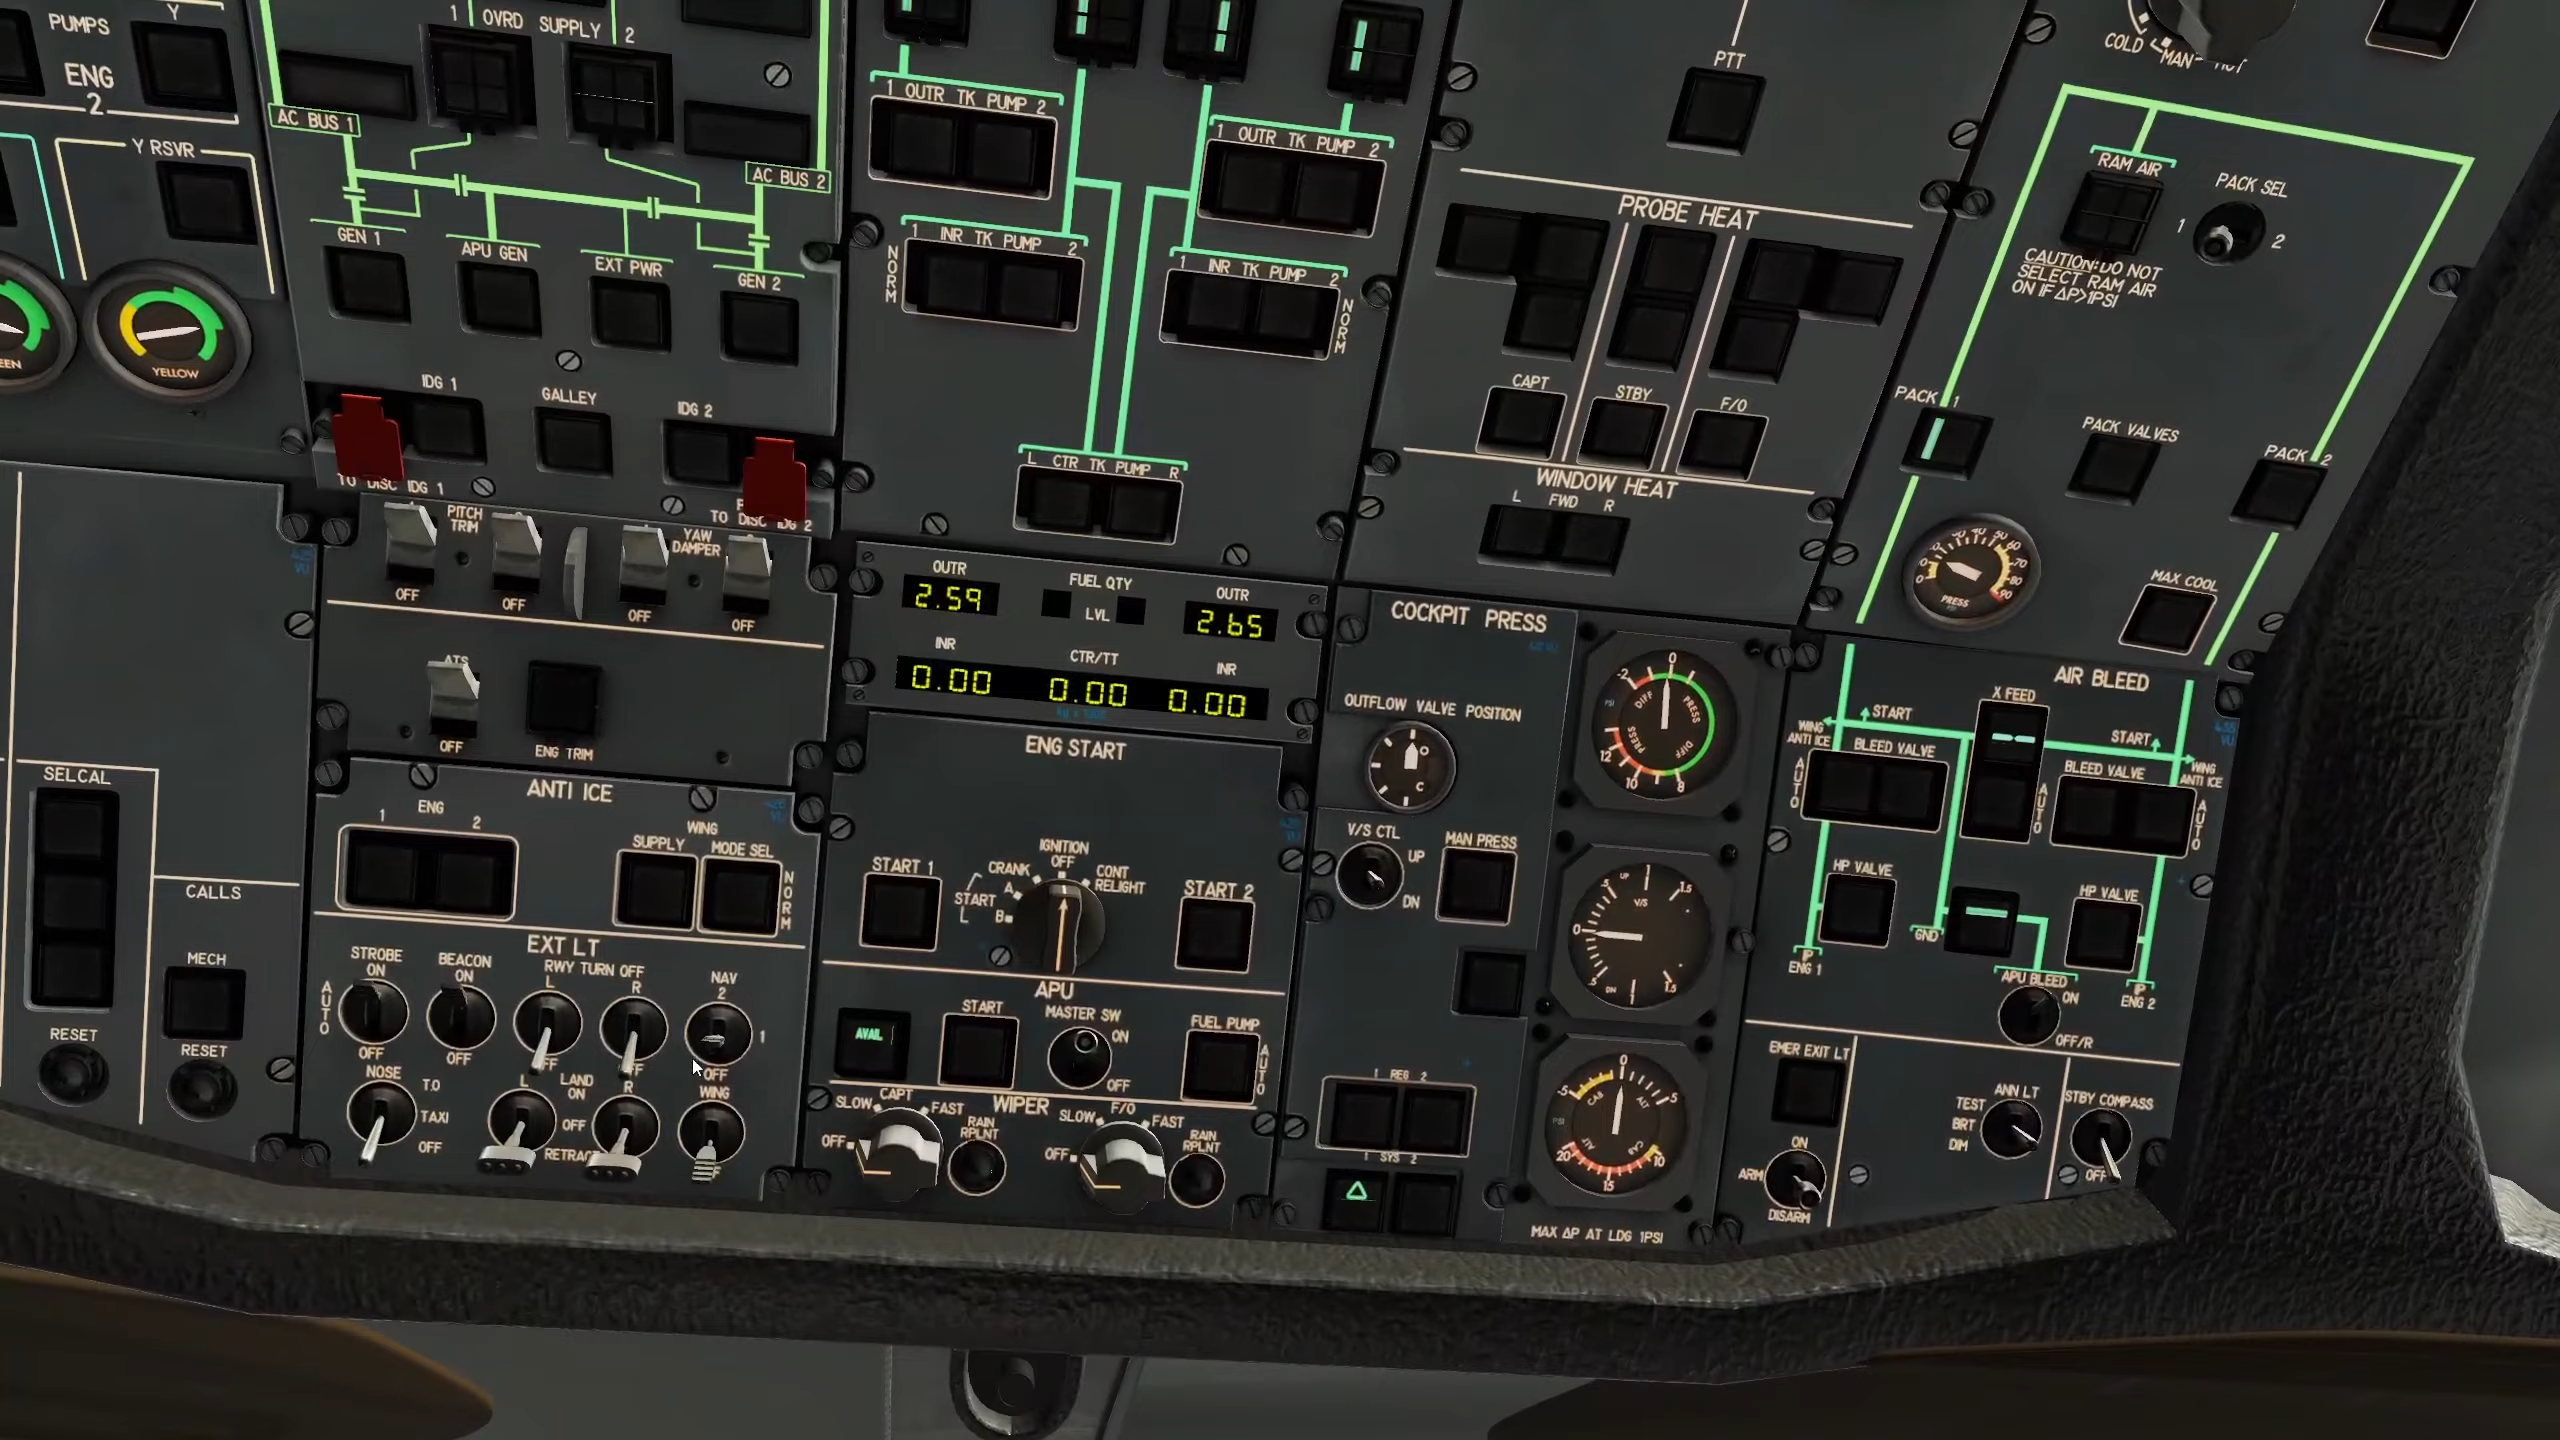 PUMPS
Y
ENG
2
Y RSVR
YELLOW
1 OVRD SUPPLY 2
AC BUS 1
AC BUS 2
GEN 1
APU GEN
EXT PWR
GEN 2
IDG 1
GALLEY
IDG 2
TO DISC IDG 1
TO DISC IDG 2
PITCH
TRIM
YAW
DAMPER
OFF
OFF
OFF
OFF
ATS
OFF
ENG TRIM
1 OUTR TK PUMP 2
1 OUTR TK PUMP 2
1 INR TK PUMP 2
NORM
1 INR TK PUMP 2
NORM
L CTR TK PUMP R
OUTR
2.59
FUEL QTY
LVL
OUTR
2.65
INR
0.00
CTR/TT
0.00
INR
0.00
PTT
PROBE HEAT
CAPT
STBY
F/O
WINDOW HEAT
L FWD R
COLD
MAN
HOT
RAM AIR
PACK SEL
1
2
CAUTION:DO NOT
SELECT RAM AIR
ON IF ΔP>1PSI
PACK 1
PACK VALVES
PACK 2
PRESS
MAX COOL
SELCAL
RESET
CALLS
MECH
RESET
ANTI ICE
ENG
1
2
WING
SUPPLY
MODE SEL
NORM
EXT LT
STROBE
ON
AUTO
OFF
BEACON
ON
OFF
RWY TURN OFF
L
R
NAV
2
1
OFF
NOSE
T.O
TAXI
OFF
L
LAND
ON
R
OFF
RETRACT
WING
ENG START
START 1
IGNITION
OFF
CRANK
CONT
RELIGHT
START
A
B
START 2
APU
AVAIL
START
MASTER SW
ON
OFF
FUEL PUMP
AUTO
WIPER
CAPT
SLOW
FAST
OFF
RAIN
RPLNT
F/O
SLOW
FAST
OFF
RAIN
RPLNT
COCKPIT PRESS
OUTFLOW VALVE POSITION
O
C
V/S CTL
UP
DN
MAN PRESS
1 REG 2
1 SYS 2
MAX ΔP AT LDG 1PSI
AIR BLEED
X FEED
START
START
WING
ANTI ICE
WING
ANTI ICE
BLEED VALVE
AUTO
AUTO
BLEED VALVE
AUTO
HP VALVE
HP VALVE
GND
IP
ENG 1
APU BLEED
ON
OFF/R
IP
ENG 2
EMER EXIT LT
ON
ARM
DISARM
ANN LT
TEST
BRT
DIM
STBY COMPASS
OFF